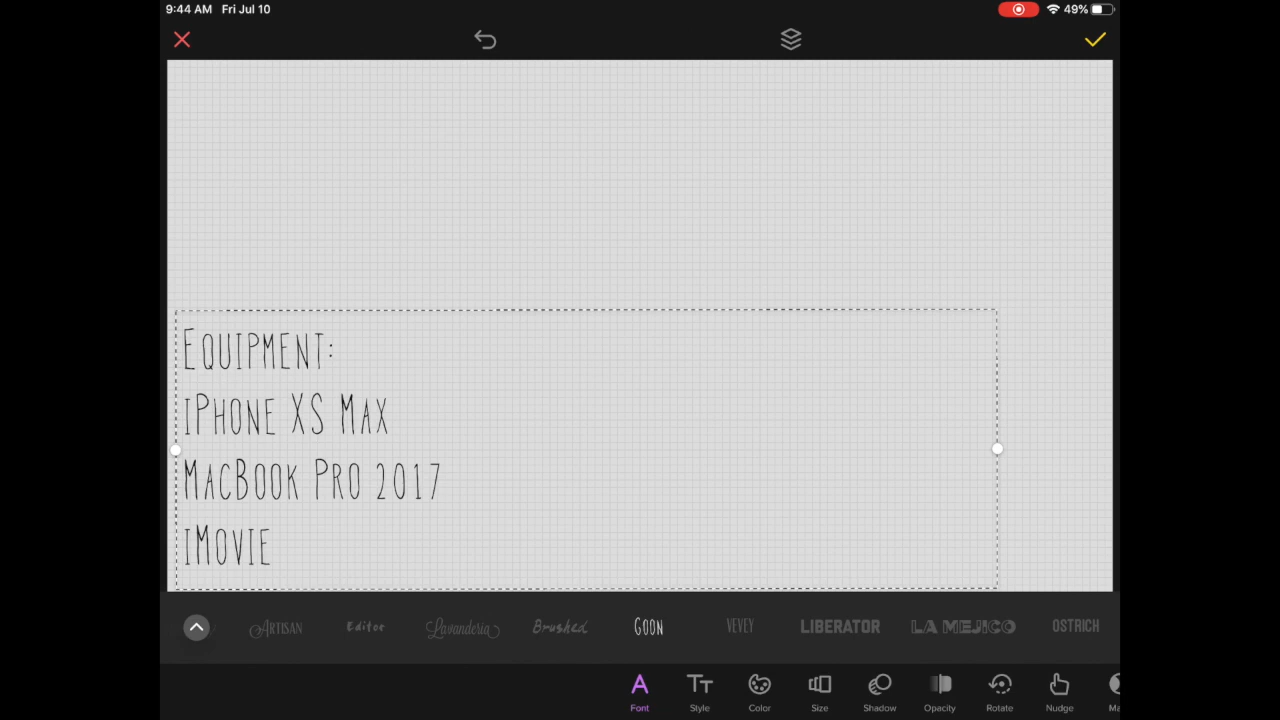 9:44 AM Fri Jul 10 49%
Equipment:
iPhone XS Max
MacBook Pro 2017
iMovie
Artisan Editor Lavanderia Brushed Goon VEVEY LIBERATOR LA MEJICO OSTRICH
Font Style Color Size Shadow Opacity Rotate Nudge Ma